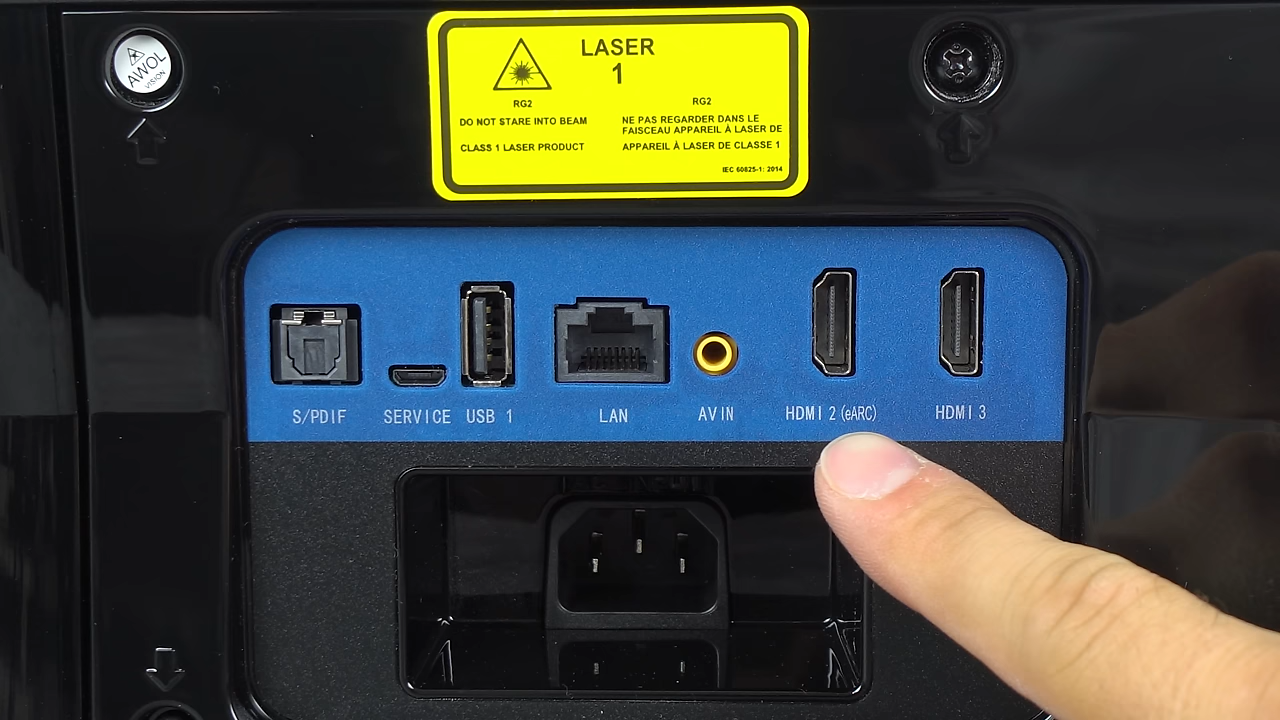 AWOL
VISION
LASER
1
RG2
DO NOT STARE INTO BEAM
CLASS 1 LASER PRODUCT
RG2
NE PAS REGARDER DANS LE
FAISCEAU APPAREIL À LASER DE
APPAREIL À LASER DE CLASSE 1
IEC 60825-1: 2014
S/PDIF
SERVICE
USB 1
LAN
AV IN
HDMI 2 (eARC)
HDMI 3